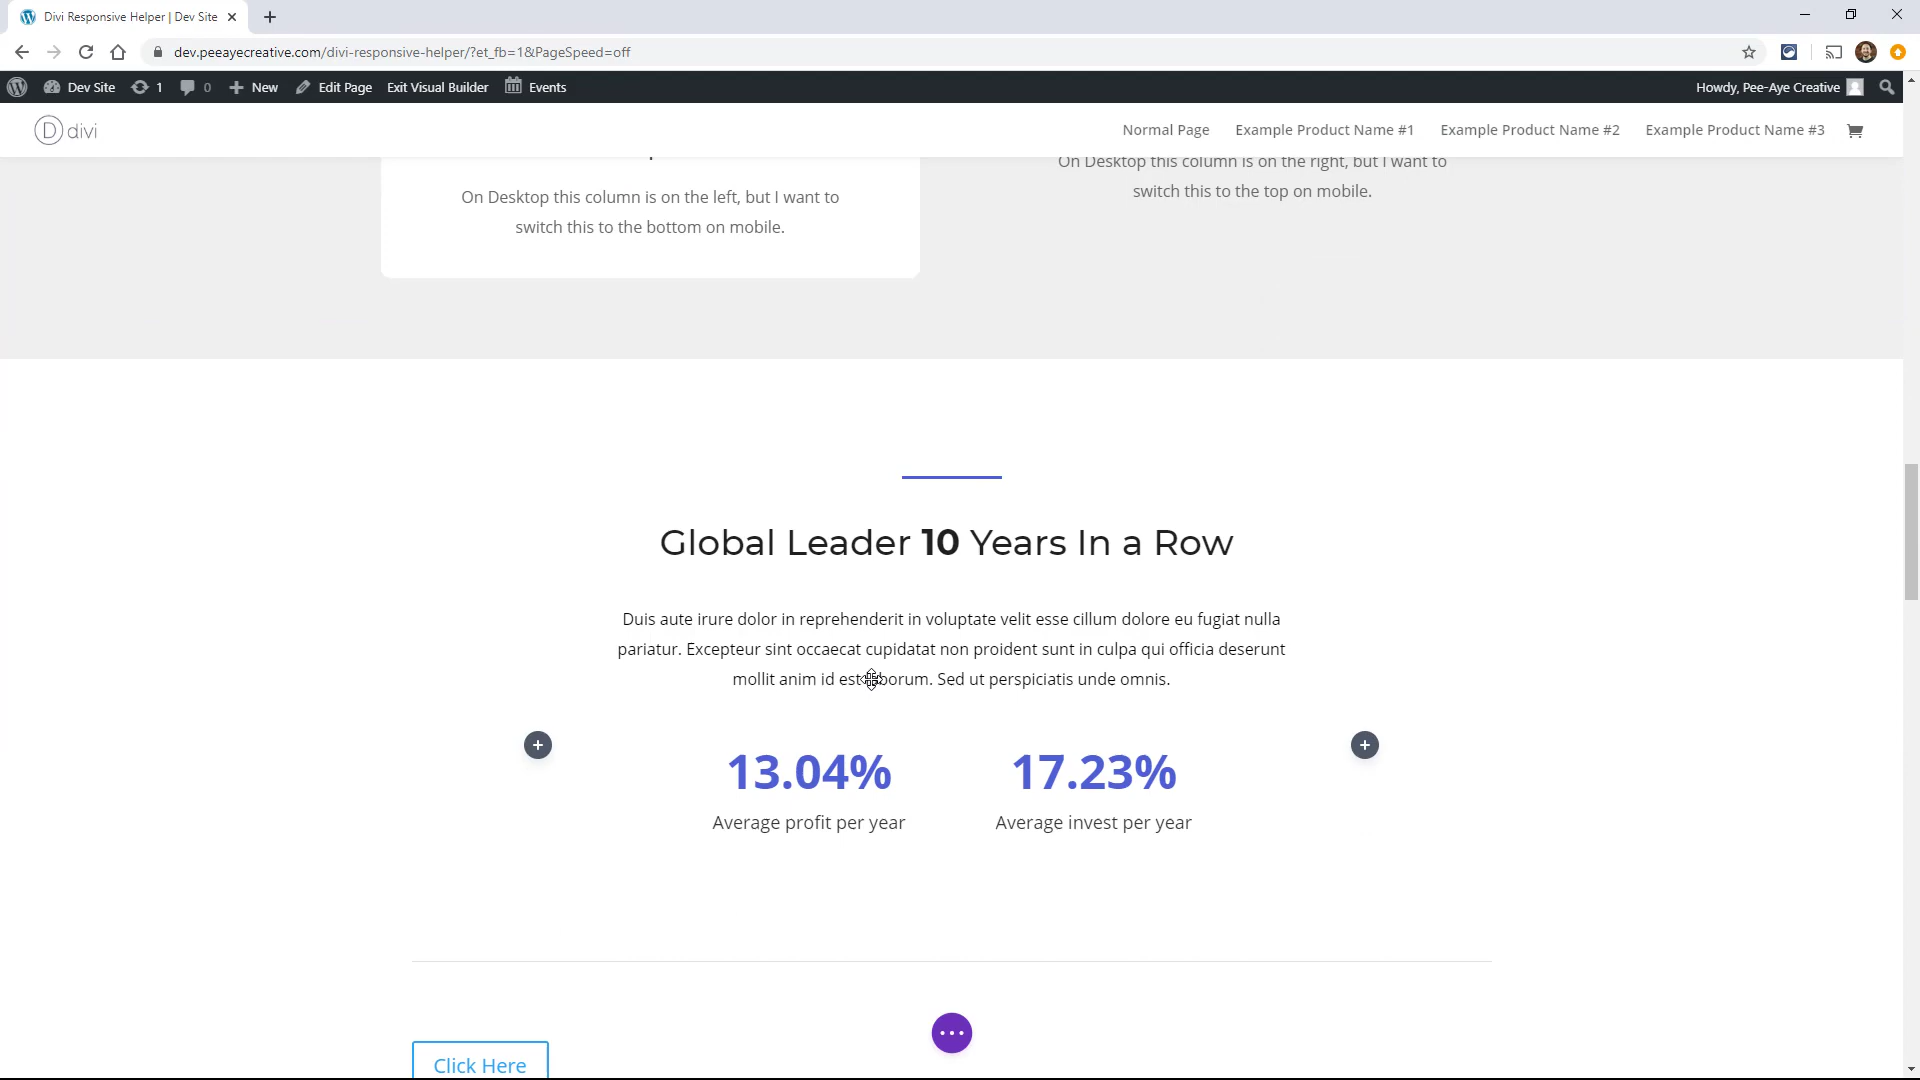 Divi Responsive Helper | Dev Site
dev.peeayecreative.com/divi-responsive-helper/?et_fb=1&PageSpeed=off
Dev Site 1 0 New Edit Page Exit Visual Builder Events Howdy, Pee-Aye Creative
D divi Normal Page Example Product Name #1 Example Product Name #2 Example Product Name #3
On Desktop this column is on the left, but I want to
switch this to the bottom on mobile.
On Desktop this column is on the right, but I want to
switch this to the top on mobile.
Global Leader 10 Years In a Row
Duis aute irure dolor in reprehenderit in voluptate velit esse cillum dolore eu fugiat nulla
pariatur. Excepteur sint occaecat cupidatat non proident sunt in culpa qui officia deserunt
mollit anim id est laborum. Sed ut perspiciatis unde omnis.
13.04%
Average profit per year
17.23%
Average invest per year
Click Here